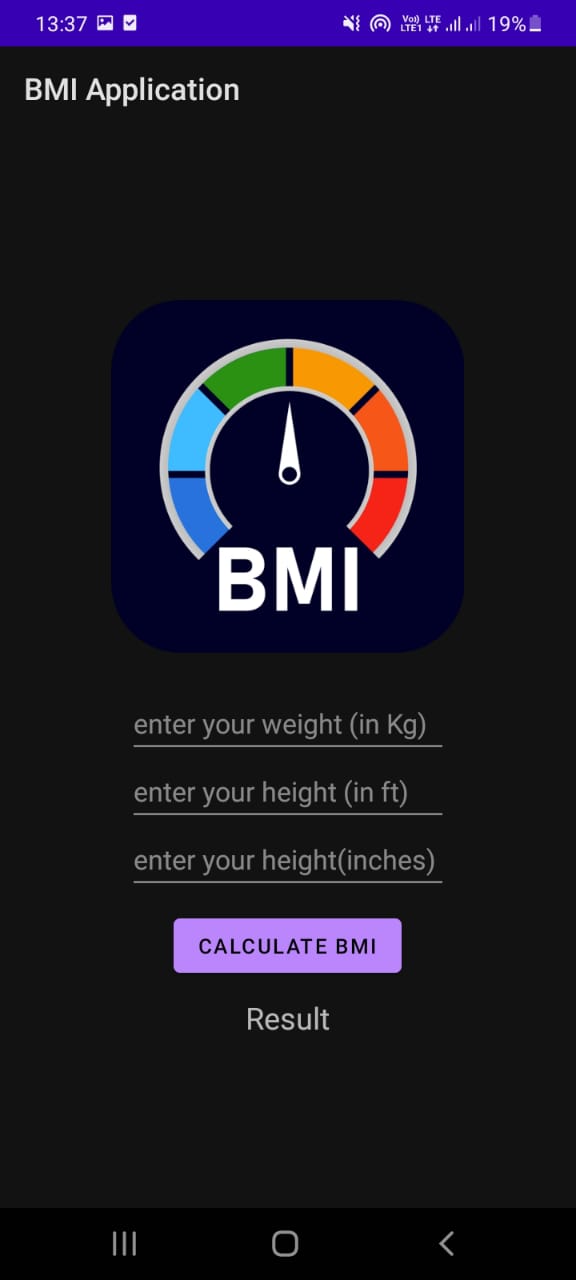 13:37 Vo)) LTE 19%
LTE1
BMI Application
BMI
enter your weight (in Kg)
enter your height (in ft)
enter your height(inches)
CALCULATE BMI
Result